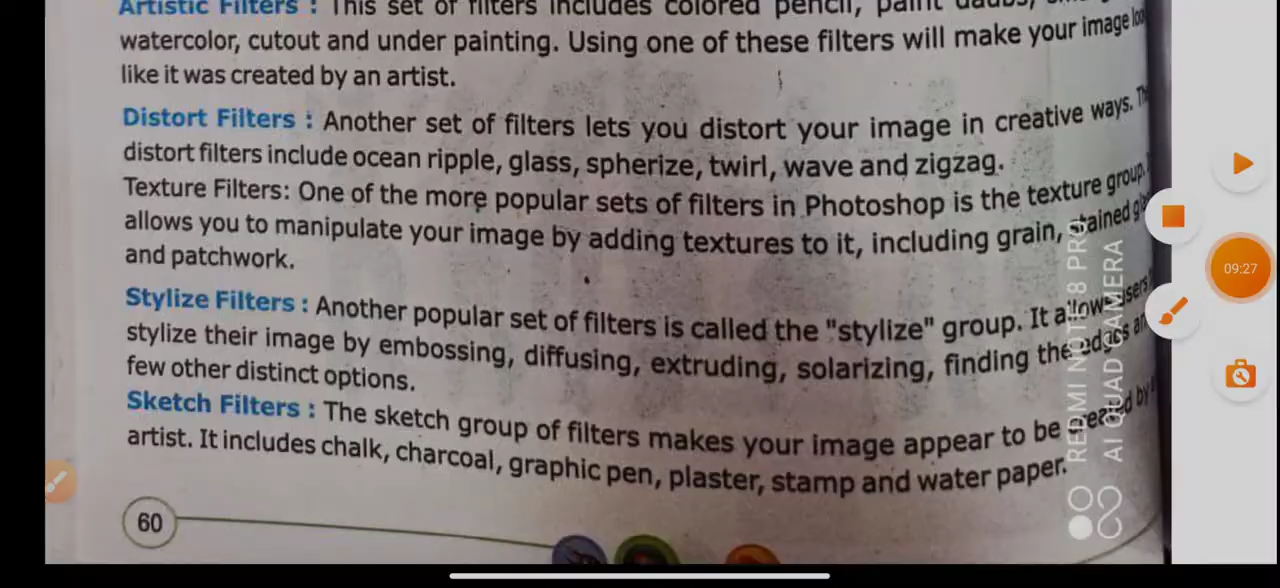 Artistic Filters : This set of filters includes colored pencil, paint daubs,
watercolor, cutout and under painting. Using one of these filters will make your image
like it was created by an artist.
Distort Filters : Another set of filters lets you distort your image in creative ways.
distort filters include ocean ripple, glass, spherize, twirl, wave and zigzag.
Texture Filters: One of the more popular sets of filters in Photoshop is the texture group.
allows you to manipulate your image by adding textures to it, including grain, stained
and patchwork.
Stylize Filters : Another popular set of filters is called the "stylize" group. It allows users
stylize their image by embossing, diffusing, extruding, solarizing, finding the edges
few other distinct options.
Sketch Filters : The sketch group of filters makes your image appear to be created by
artist. It includes chalk, charcoal, graphic pen, plaster, stamp and water paper.
60
REDMI NOTE 8 PRO
AI QUAD CAMERA
09:27